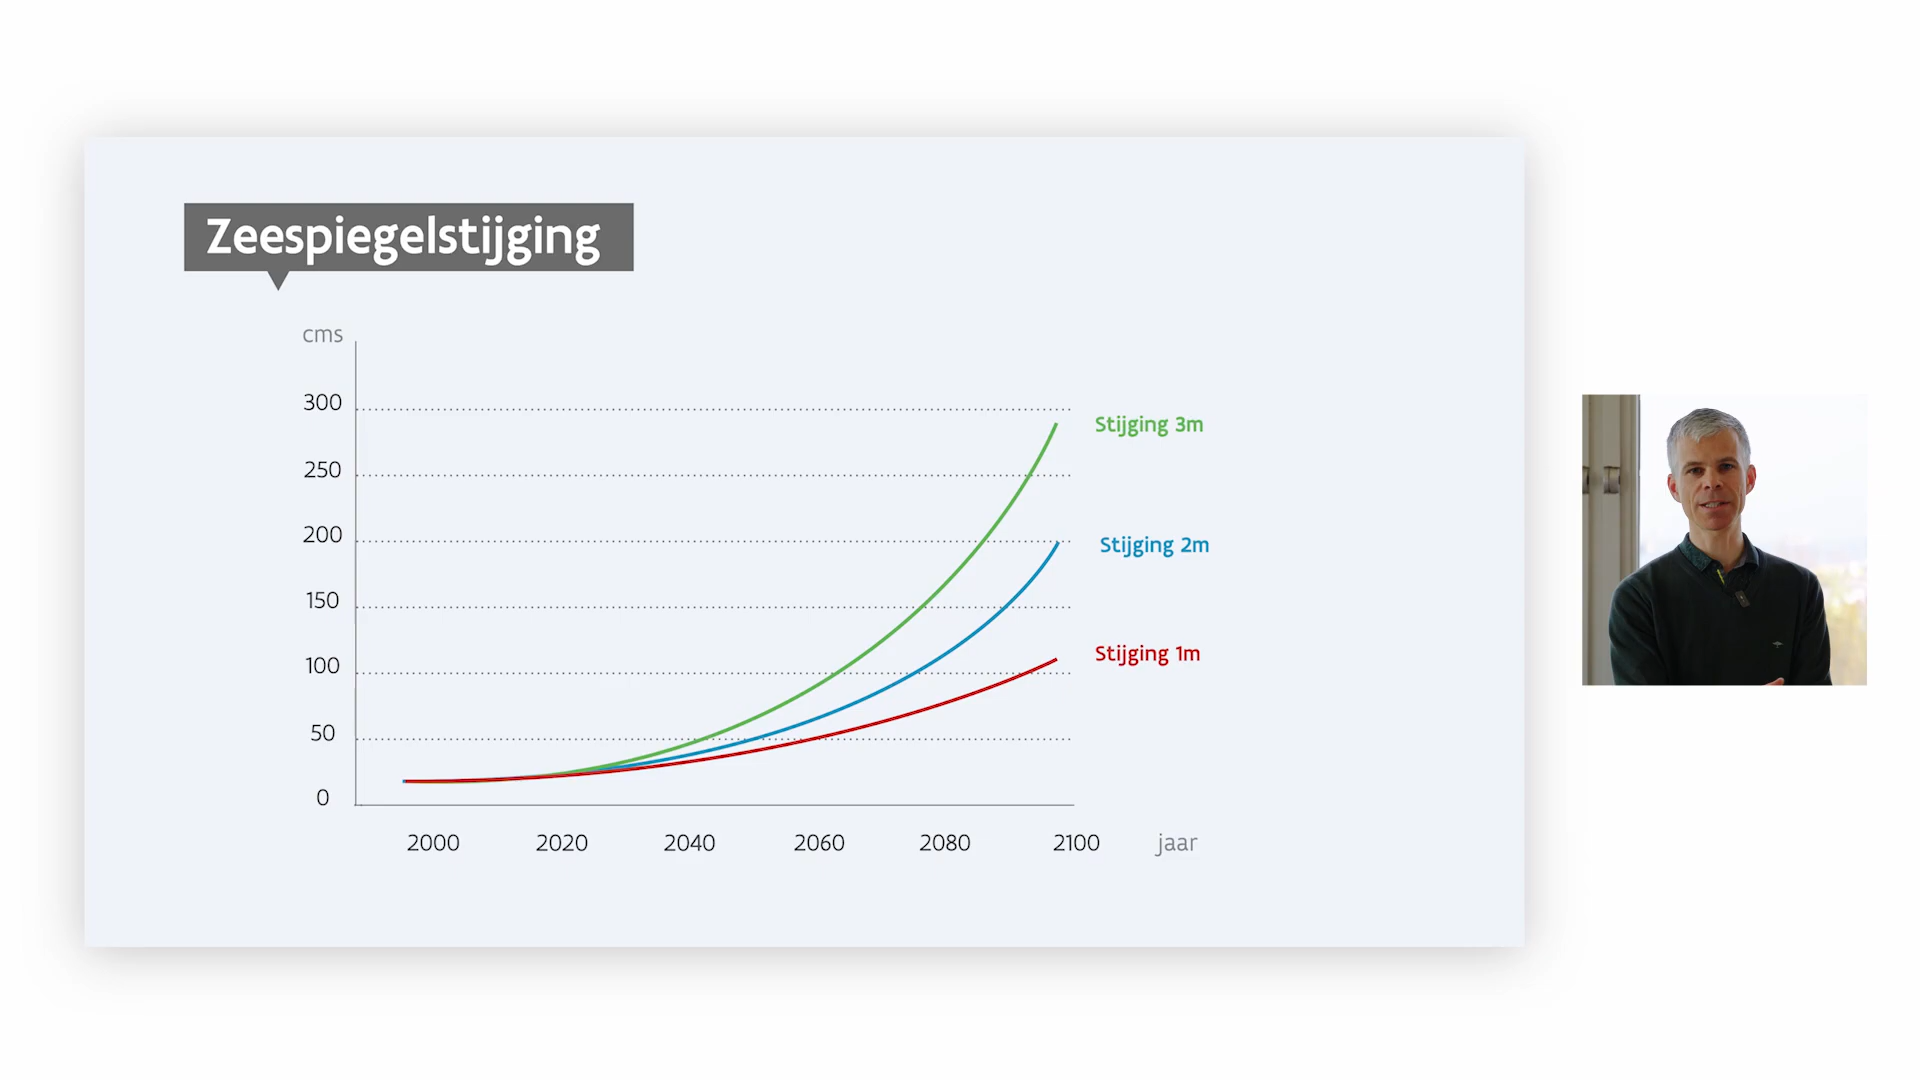 Zeespiegelstijging
cms
300
250
200
150
100
50
0
Stijging 3m
Stijging 2m
Stijging 1m
2000 2020 2040 2060 2080 2100 jaar